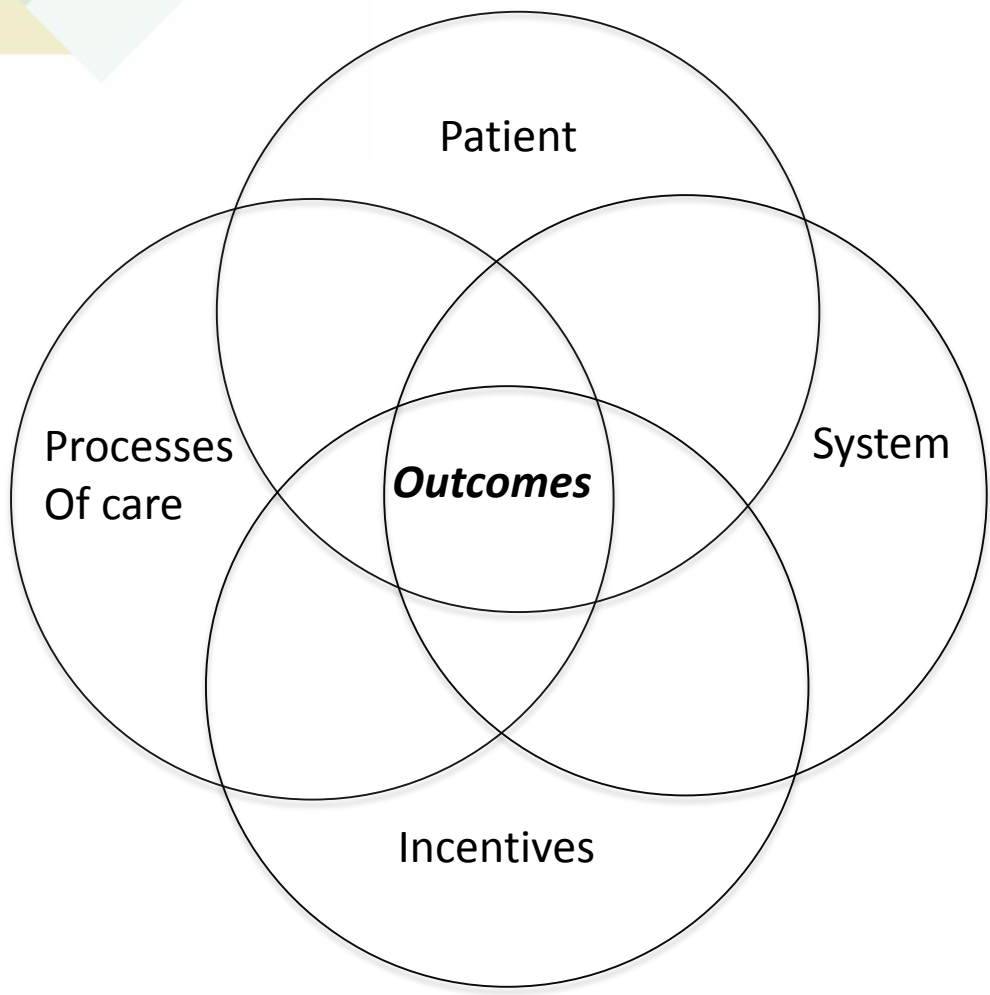 Patient
Processes
Of care
System
Outcomes
Incentives